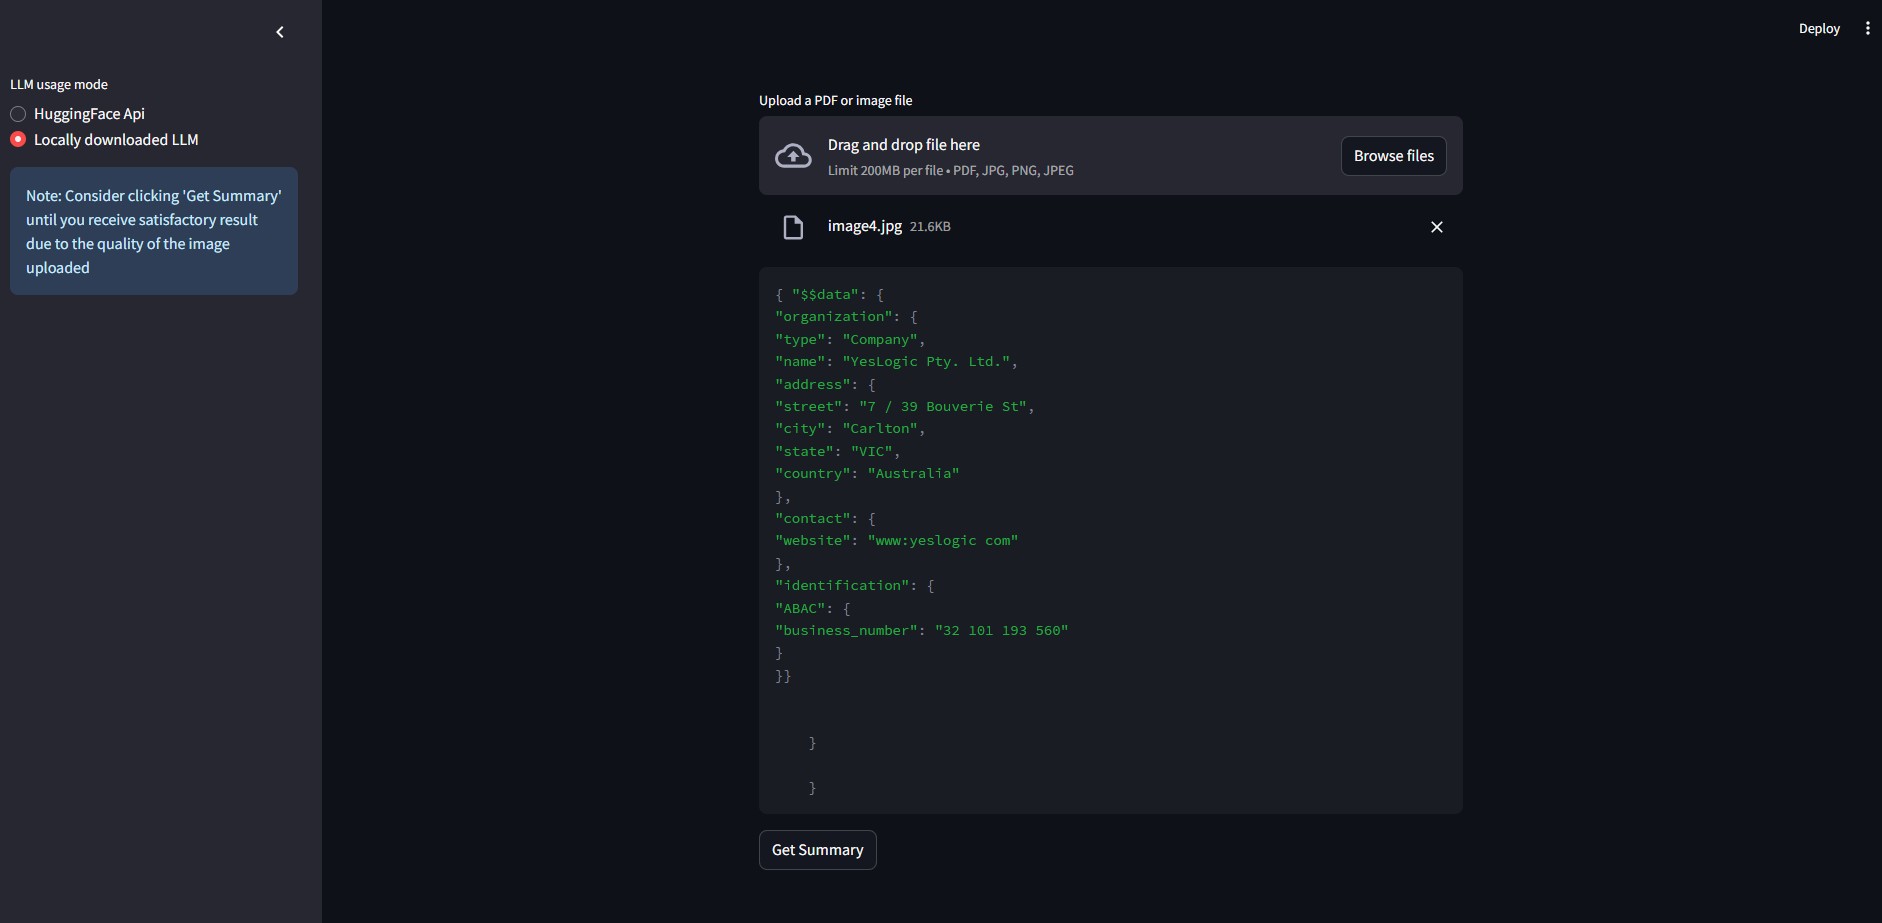 Deploy
LLM usage mode
HuggingFace Api
Locally downloaded LLM
Note: Consider clicking 'Get Summary'
until you receive satisfactory result
due to the quality of the image
uploaded
Upload a PDF or image file
Drag and drop file here
Limit 200MB per file • PDF, JPG, PNG, JPEG
Browse files
image4.jpg 21.6KB
{ "$$data": {
"organization": {
"type": "Company",
"name": "YesLogic Pty. Ltd.",
"address": {
"street": "7 / 39 Bouverie St",
"city": "Carlton",
"state": "VIC",
"country": "Australia"
},
"contact": {
"website": "www:yeslogic com"
},
"identification": {
"ABAC": {
"business_number": "32 101 193 560"
}
}}
}
}
Get Summary